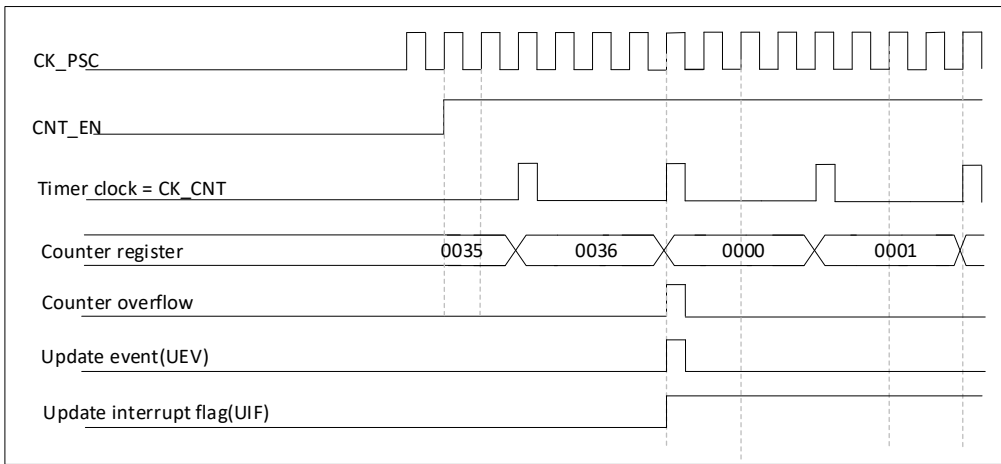 CK_PSC
CNT_EN
Timer clock = CK_CNT
Counter register 0035 0036 0000 0001
Counter overflow
Update event(UEV)
Update interrupt flag(UIF)